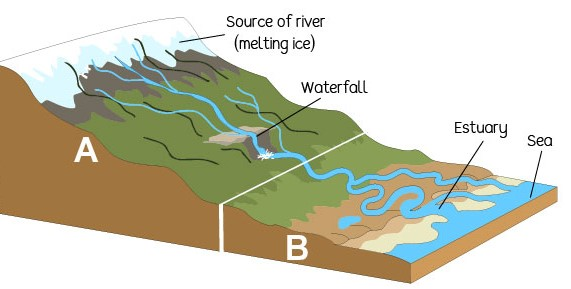 Source of river
(melting ice)
Waterfall
Estuary
Sea
A
B